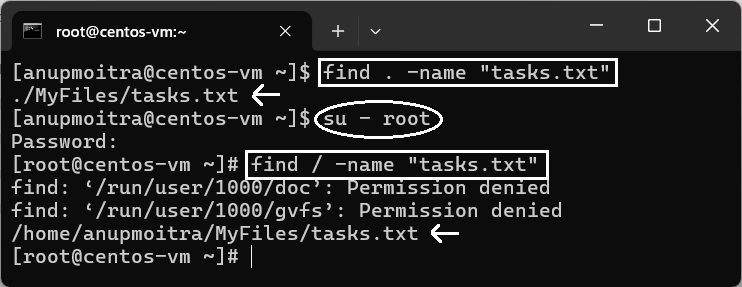 root@centos-vm:~
[anupmoitra@centos-vm ~]$ find . -name "tasks.txt"
./MyFiles/tasks.txt
[anupmoitra@centos-vm ~]$ su - root
Password:
[root@centos-vm ~]# find / -name "tasks.txt"
find: ‘/run/user/1000/doc’: Permission denied
find: ‘/run/user/1000/gvfs’: Permission denied
/home/anupmoitra/MyFiles/tasks.txt
[root@centos-vm ~]#